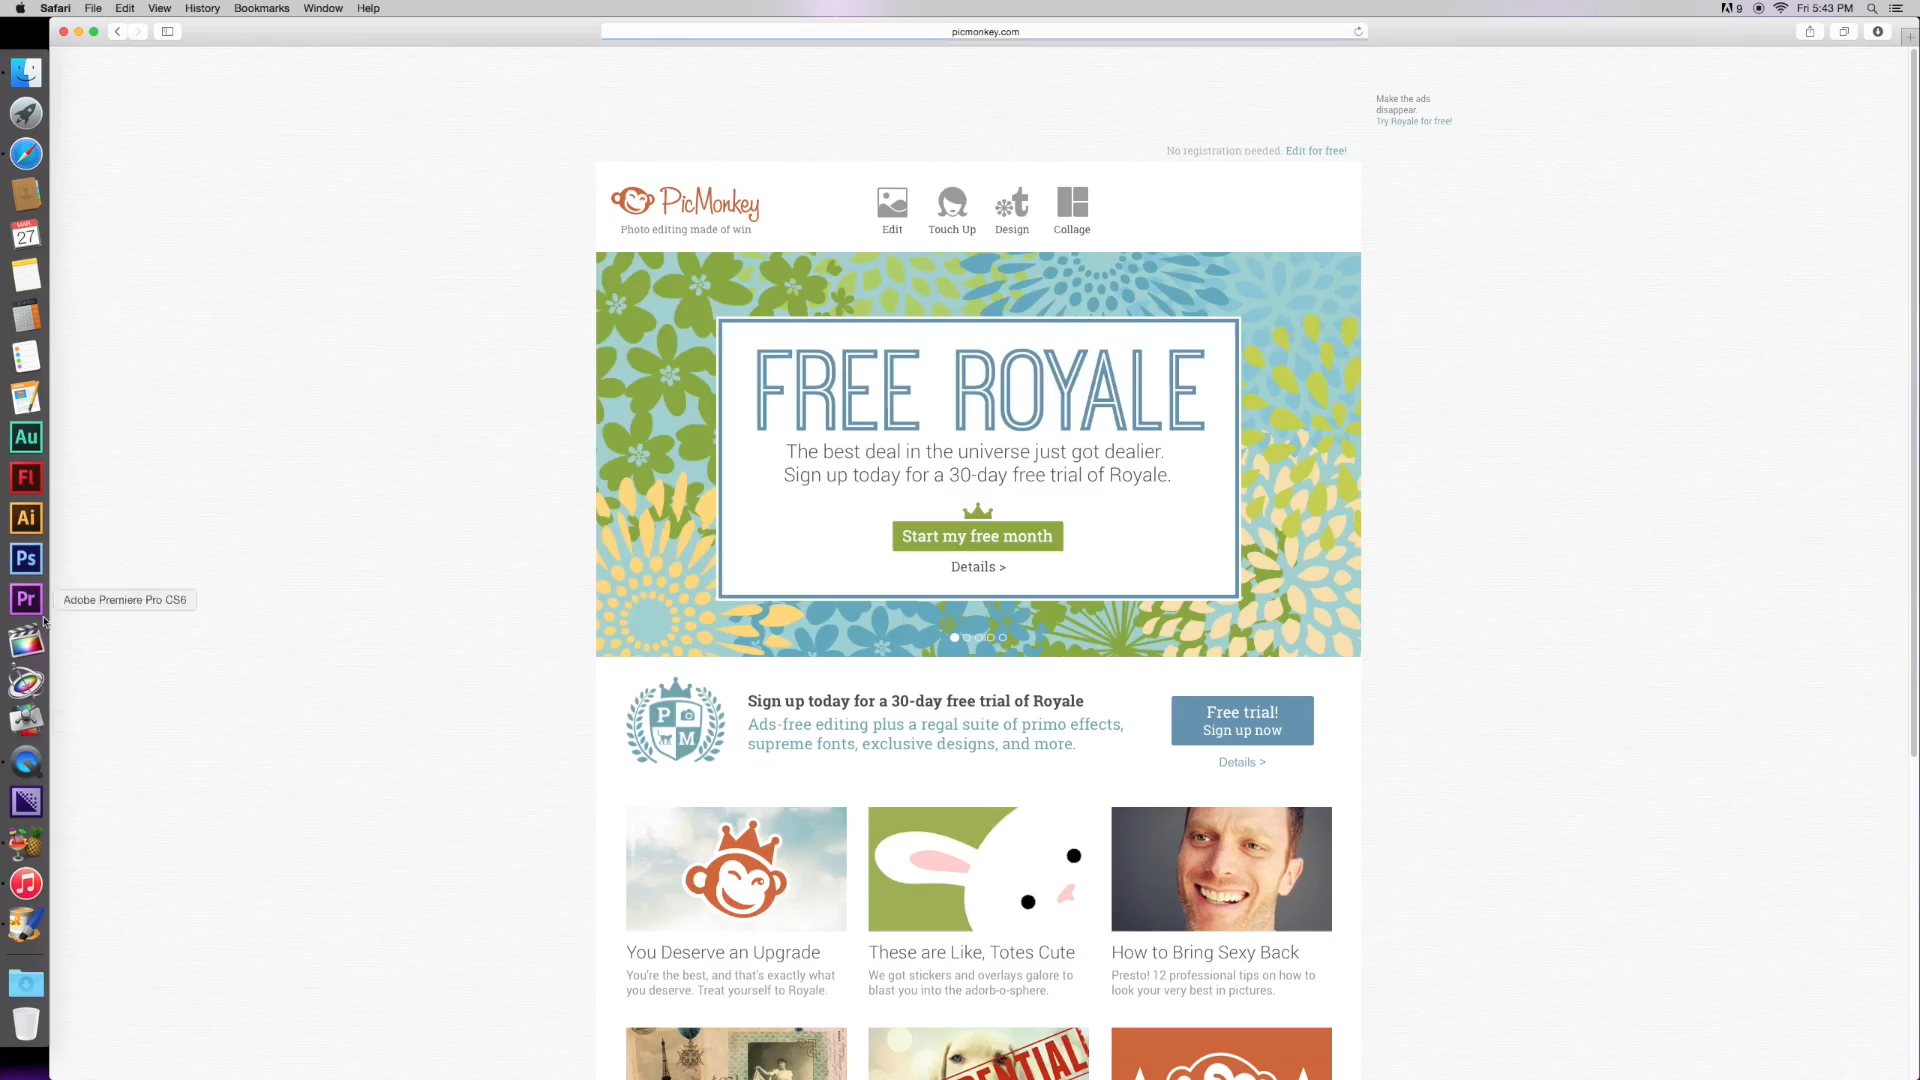 Safari File Edit View History Bookmarks Window Help
9 Fri 5:43 PM
picmonkey.com
Make the ads
disappear.
Try Royale for free!
No registration needed. Edit for free!
PicMonkey
Photo editing made of win
Edit Touch Up Design Collage
MAR
27
FREE ROYALE
The best deal in the universe just got dealier.
Sign up today for a 30-day free trial of Royale.
Start my free month
Details >
Au
Fl
Ai
Ps
Pr
Adobe Premiere Pro CS6
P
M
Sign up today for a 30-day free trial of Royale
Ads-free editing plus a regal suite of primo effects,
supreme fonts, exclusive designs, and more.
Free trial!
Sign up now
Details >
You Deserve an Upgrade
You're the best, and that's exactly what
you deserve. Treat yourself to Royale.
These are Like, Totes Cute
We got stickers and overlays galore to
blast you into the adorb-o-sphere.
How to Bring Sexy Back
Presto! 12 professional tips on how to
look your very best in pictures.
ENTIAL